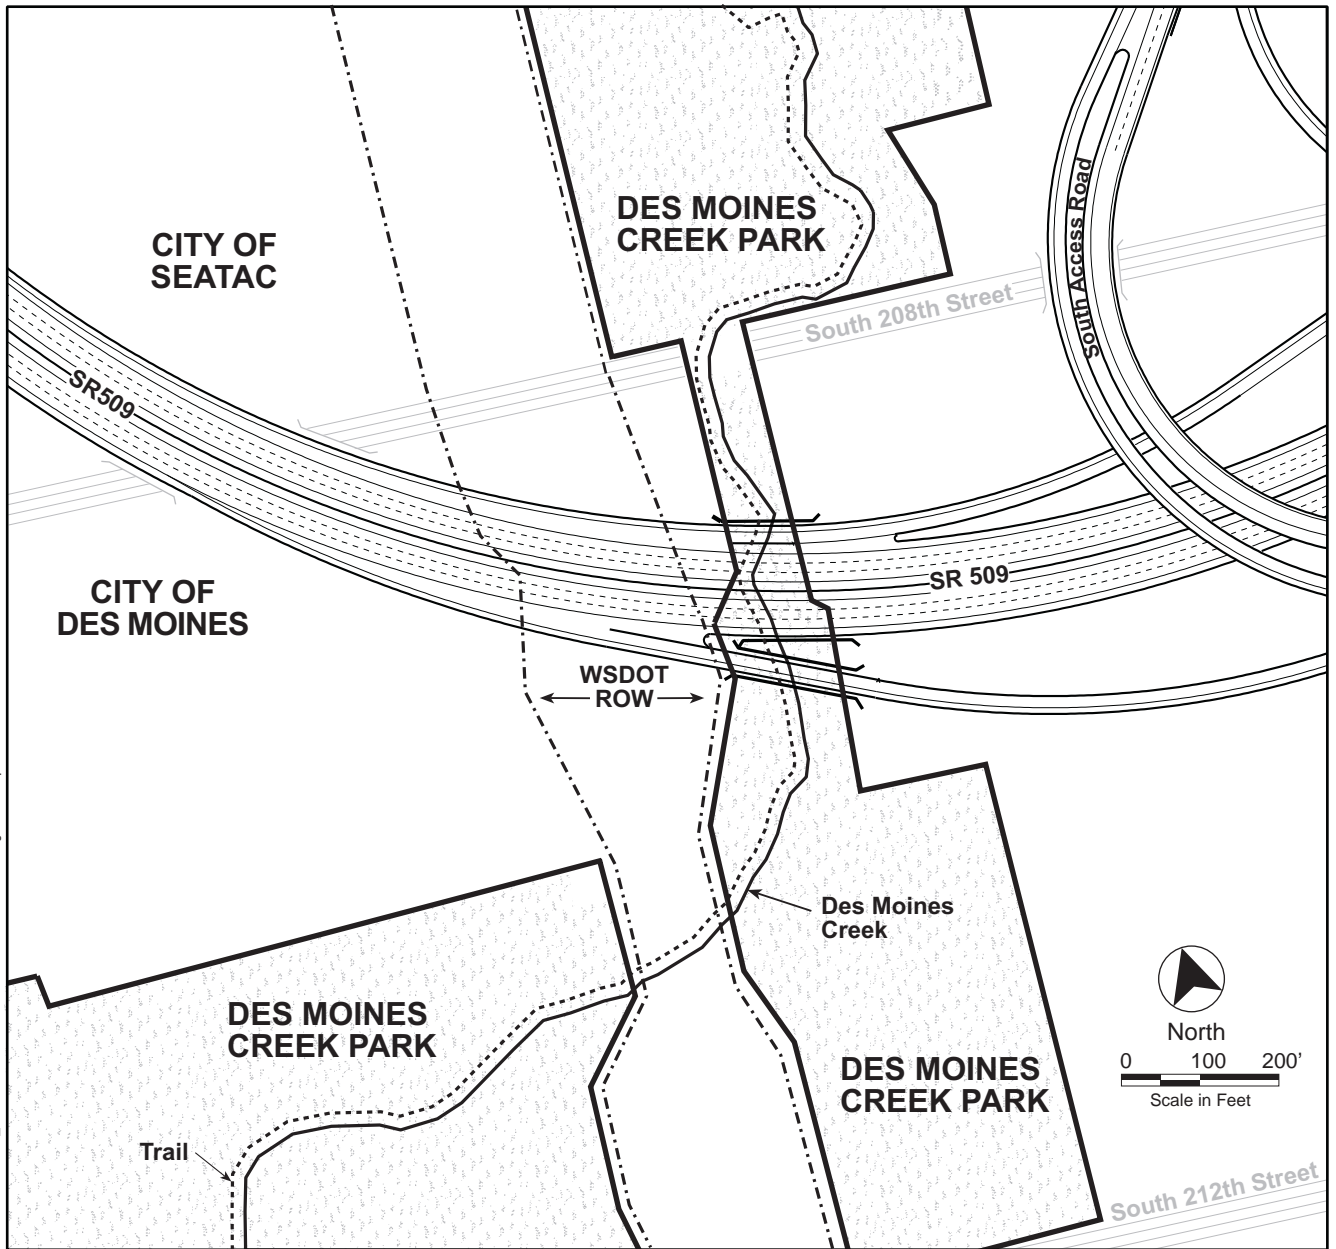 DES MOINES
CREEK PARK
CITY OF
SEATAC
South Access Road
South 208th Street
SR509
SR 509
CITY OF
DES MOINES
WSDOT
ROW
Des Moines
Creek
DES MOINES
CREEK PARK
North
0 100 200'
Scale in Feet
DES MOINES
CREEK PARK
Trail
South 212th Street